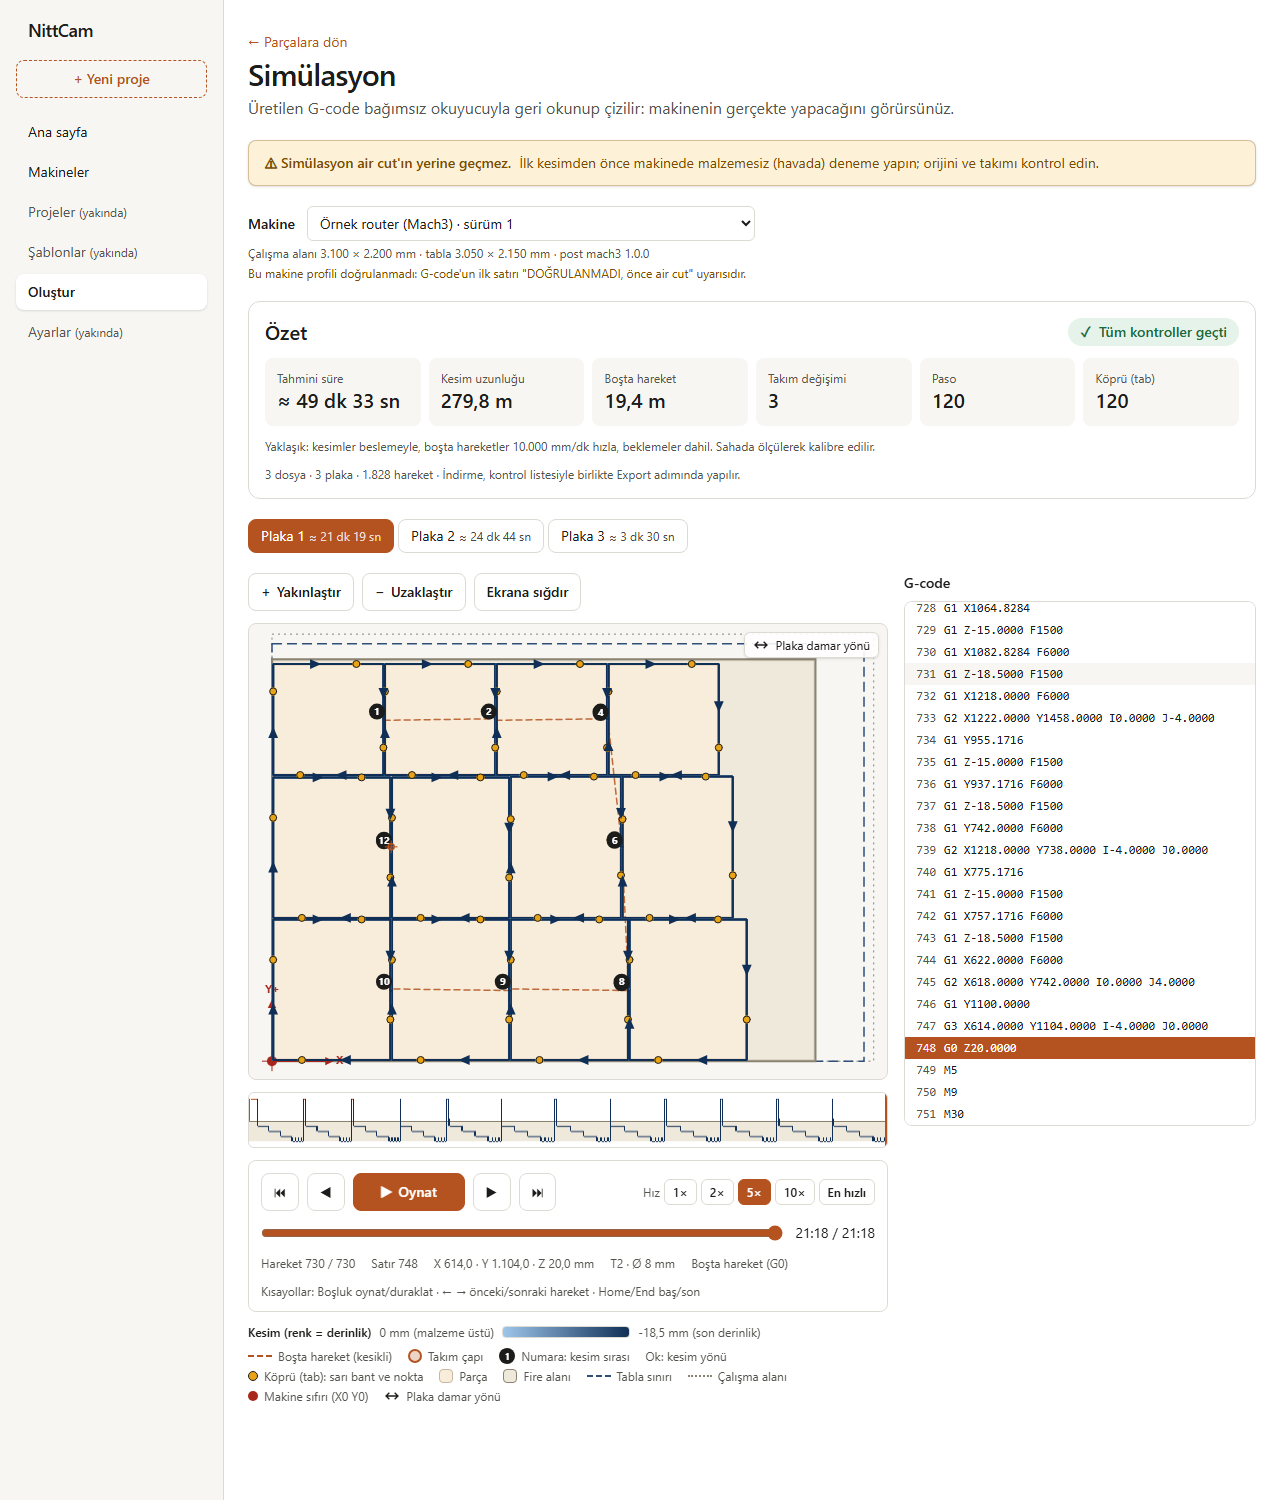 NittCam
+ Yeni proje
Ana sayfa
Makineler
Projeler (yakında)
Şablonlar (yakında)
Oluştur
Ayarlar (yakında)
← Parçalara dön
Simülasyon
Üretilen G-code bağımsız okuyucuyla geri okunup çizilir: makinenin gerçekte yapacağını görürsünüz.
⚠ Simülasyon air cut'ın yerine geçmez. İlk kesimden önce makinede malzemesiz (havada) deneme yapın; orijini ve takımı kontrol edin.
Makine Örnek router (Mach3) · sürüm 1
Çalışma alanı 3.100 × 2.200 mm · tabla 3.050 × 2.150 mm · post mach3 1.0.0
Bu makine profili doğrulanmadı: G-code'un ilk satırı "DOĞRULANMADI, önce air cut" uyarısıdır.
Özet
✓ Tüm kontroller geçti
Tahmini süre
≈ 49 dk 33 sn
Kesim uzunluğu
279,8 m
Boşta hareket
19,4 m
Takım değişimi
3
Paso
120
Köprü (tab)
120
Yaklaşık: kesimler beslemeyle, boşta hareketler 10.000 mm/dk hızla, beklemeler dahil. Sahada ölçülerek kalibre edilir.
3 dosya · 3 plaka · 1.828 hareket · İndirme, kontrol listesiyle birlikte Export adımında yapılır.
Plaka 1 ≈ 21 dk 19 sn
Plaka 2 ≈ 24 dk 44 sn
Plaka 3 ≈ 3 dk 30 sn
+ Yakınlaştır
− Uzaklaştır
Ekrana sığdır
↔ Plaka damar yönü
1
2
4
12
6
10
9
8
Y+
X
G-code
728 G1 X1064.8284
729 G1 Z-15.0000 F1500
730 G1 X1082.8284 F6000
731 G1 Z-18.5000 F1500
732 G1 X1218.0000 F6000
733 G2 X1222.0000 Y1458.0000 I0.0000 J-4.0000
734 G1 Y955.1716
735 G1 Z-15.0000 F1500
736 G1 Y937.1716 F6000
737 G1 Z-18.5000 F1500
738 G1 Y742.0000 F6000
739 G2 X1218.0000 Y738.0000 I-4.0000 J0.0000
740 G1 X775.1716
741 G1 Z-15.0000 F1500
742 G1 X757.1716 F6000
743 G1 Z-18.5000 F1500
744 G1 X622.0000 F6000
745 G2 X618.0000 Y742.0000 I0.0000 J4.0000
746 G1 Y1100.0000
747 G3 X614.0000 Y1104.0000 I-4.0000 J0.0000
748 G0 Z20.0000
749 M5
750 M9
751 M30
▶ Oynat
Hız 1× 2× 5× 10× En hızlı
21:18 / 21:18
Hareket 730 / 730 Satır 748 X 614,0 · Y 1.104,0 · Z 20,0 mm T2 · Ø 8 mm Boşta hareket (G0)
Kısayollar: Boşluk oynat/duraklat · ← → önceki/sonraki hareket · Home/End baş/son
Kesim (renk = derinlik) 0 mm (malzeme üstü) -18,5 mm (son derinlik)
Boşta hareket (kesikli) Takım çapı 1 Numara: kesim sırası Ok: kesim yönü
Köprü (tab): sarı bant ve nokta Parça Fire alanı Tabla sınırı Çalışma alanı
Makine sıfırı (X0 Y0) ↔ Plaka damar yönü